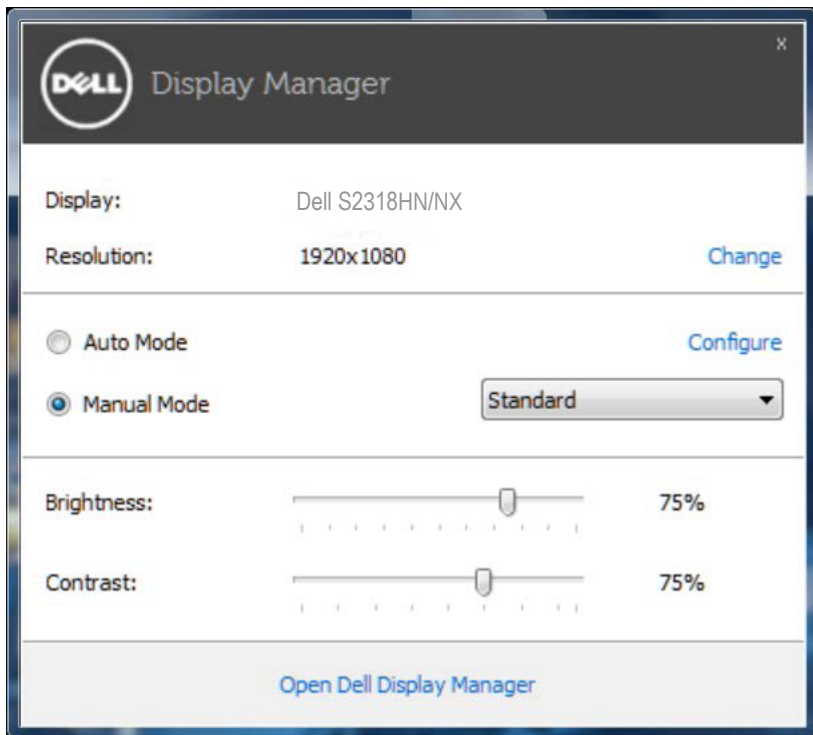 DELL Display Manager x
Display: Dell S2318HN/NX
Resolution: 1920x1080 Change
Auto Mode Configure
Manual Mode Standard
Brightness: 75%
Contrast: 75%
Open Dell Display Manager